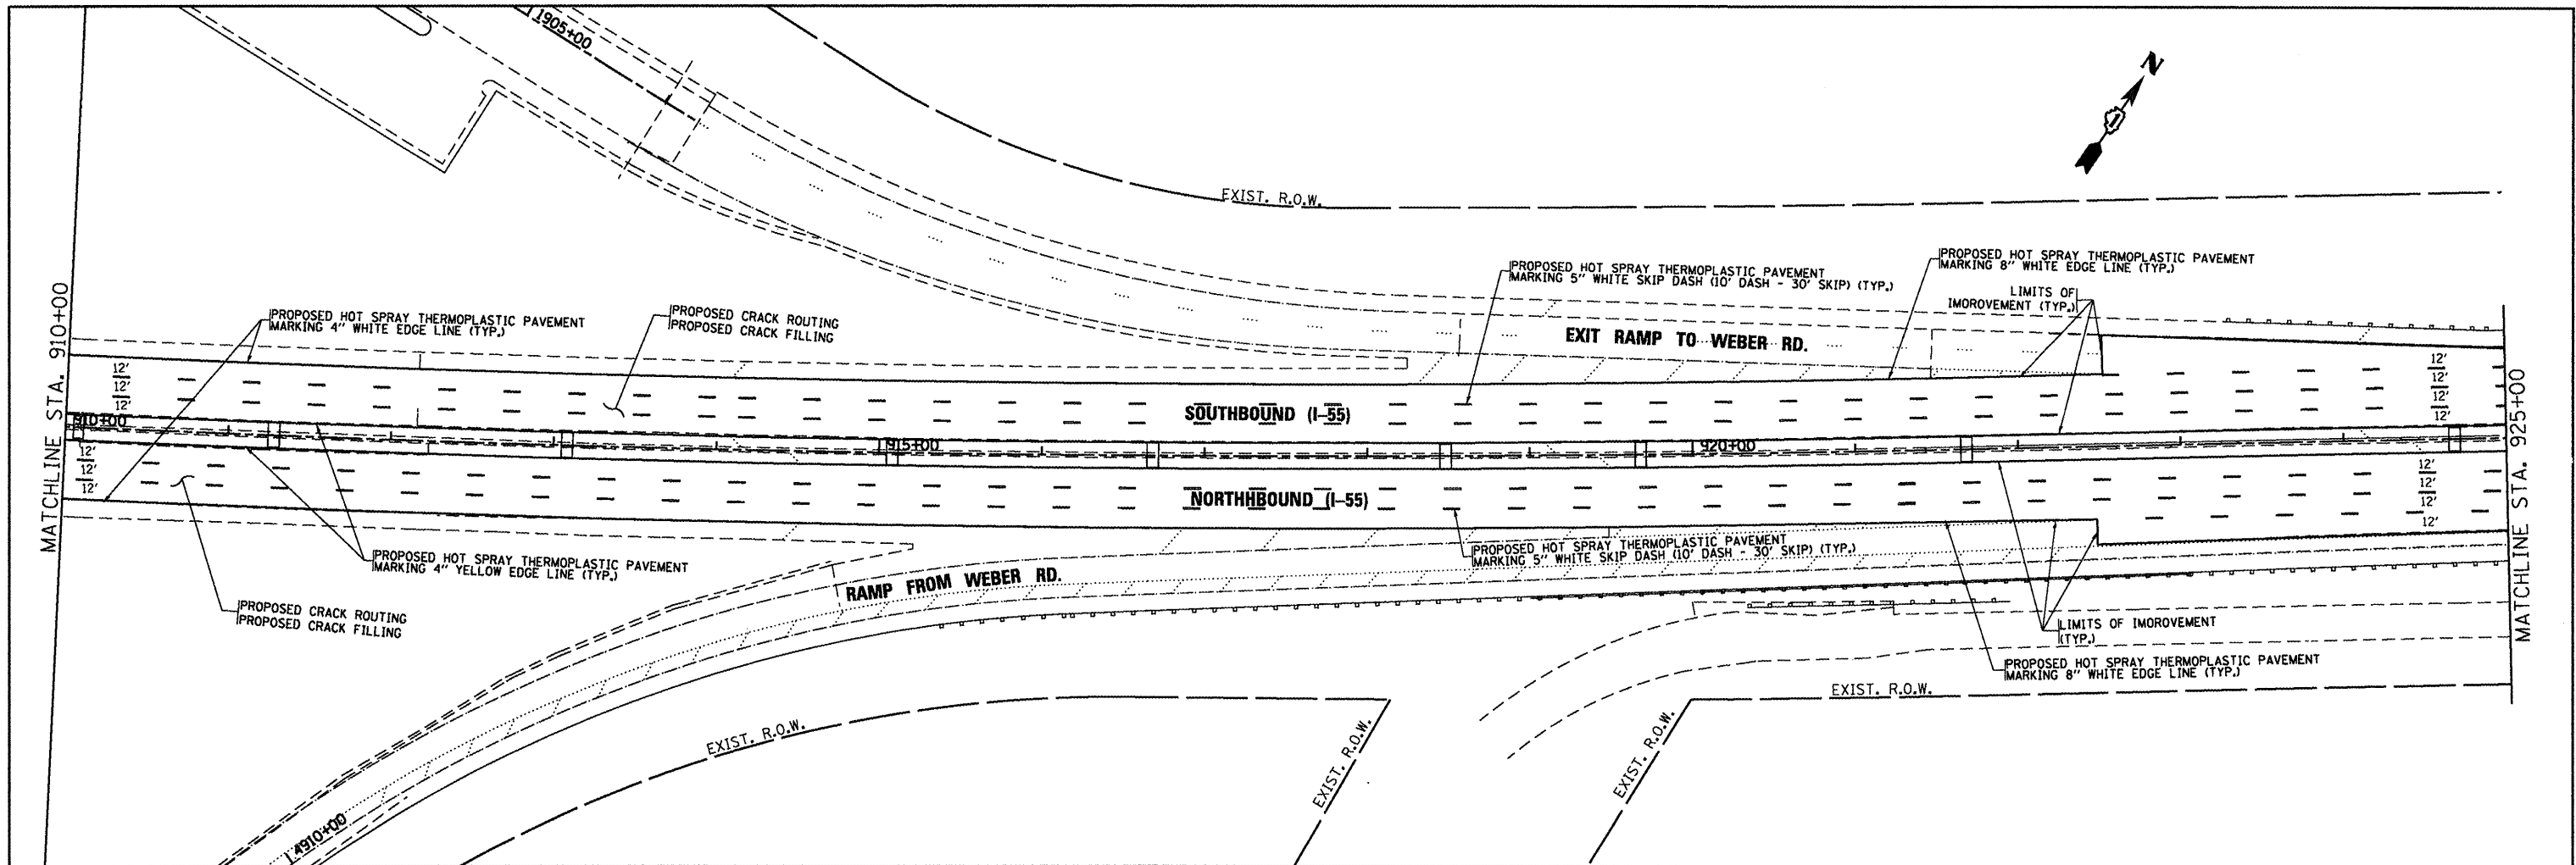 1905+00
N
EXIST. R.O.W.
PROPOSED HOT SPRAY THERMOPLASTIC PAVEMENT
MARKING 8" WHITE EDGE LINE (TYP.)
PROPOSED HOT SPRAY THERMOPLASTIC PAVEMENT
MARKING 5" WHITE SKIP DASH (10' DASH - 30' SKIP) (TYP.)
LIMITS OF
IMOROVEMENT (TYP.)
PROPOSED HOT SPRAY THERMOPLASTIC PAVEMENT
MARKING 4" WHITE EDGE LINE (TYP.)
PROPOSED CRACK ROUTING
PROPOSED CRACK FILLING
EXIT RAMP TO WEBER RD.
MATCHLINE STA. 910+00
12'
12'
12'
12'
12'
12'
12'
SOUTHBOUND (I-55)
910+00
915+00
920+00
12'
12'
12'
12'
12'
12'
12'
NORTHHBOUND (I-55)
MATCHLINE STA. 925+00
PROPOSED HOT SPRAY THERMOPLASTIC PAVEMENT
MARKING 4" YELLOW EDGE LINE (TYP.)
PROPOSED HOT SPRAY THERMOPLASTIC PAVEMENT
MARKING 5" WHITE SKIP DASH (10' DASH - 30' SKIP) (TYP.)
RAMP FROM WEBER RD.
PROPOSED CRACK ROUTING
PROPOSED CRACK FILLING
LIMITS OF IMOROVEMENT
(TYP.)
PROPOSED HOT SPRAY THERMOPLASTIC PAVEMENT
MARKING 8" WHITE EDGE LINE (TYP.)
EXIST. R.O.W.
EXIST. R.O.W.
EXIST. R.O.W.
EXIST. R.O.W.
4910+00